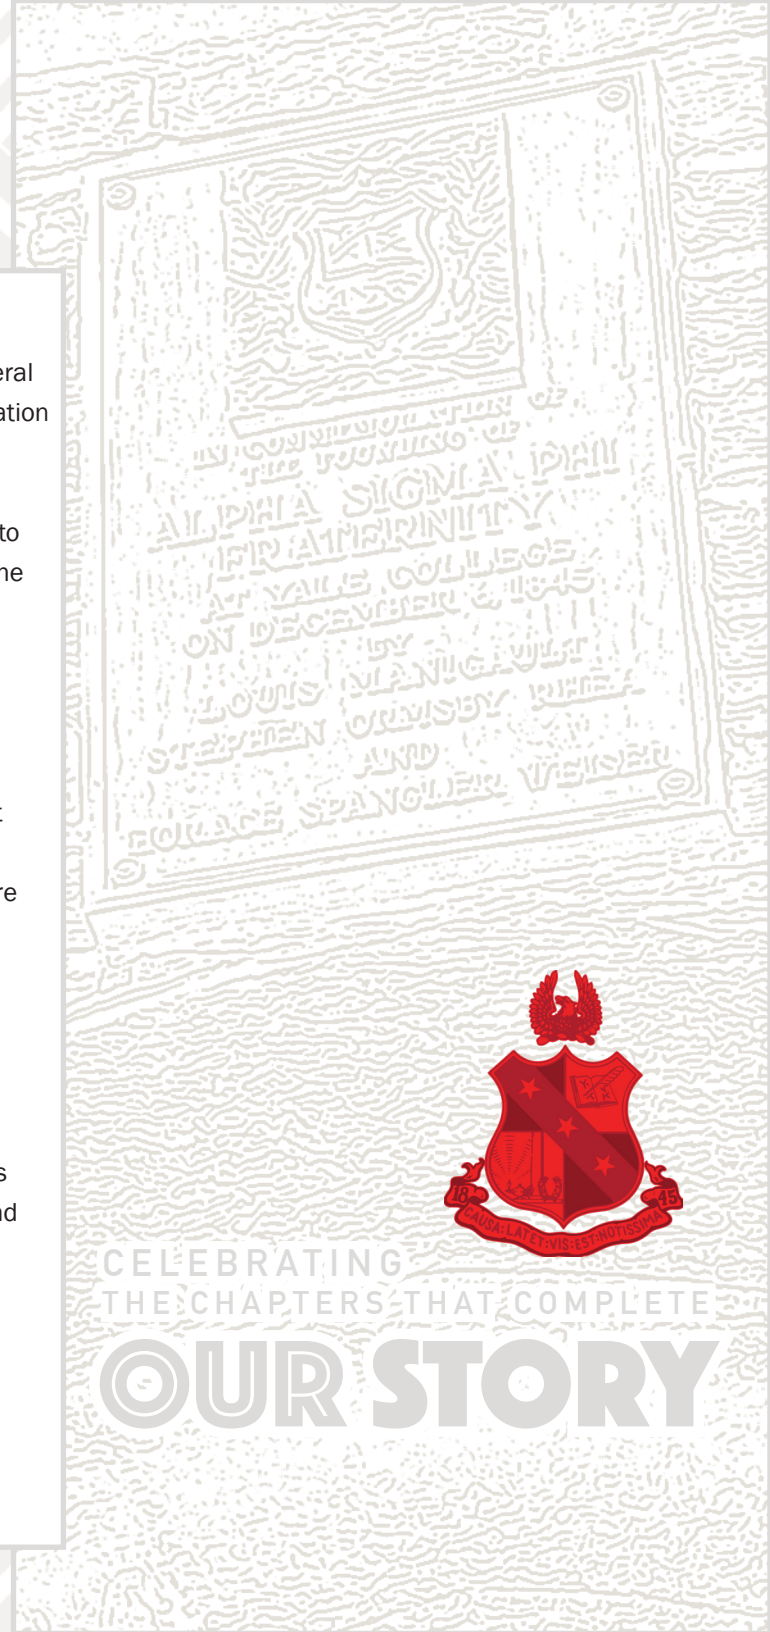 eral
ation
to
ne
t
re
s
nd
IN COMMEMORATION OF
THE FOUNDING OF
ALPHA SIGMA PHI
FRATERNITY
AT YALE COLLEGE
ON DECEMBER 6, 1845
BY
LOUIS MANIGAULT
STEPHEN ORMSBY RHEA
AND
HORACE SPANGLER WEISER
18 45
CAUSA:LATET:VIS:EST:NOTISSIMA
CELEBRATING
THE CHAPTERS THAT COMPLETE
OUR STORY